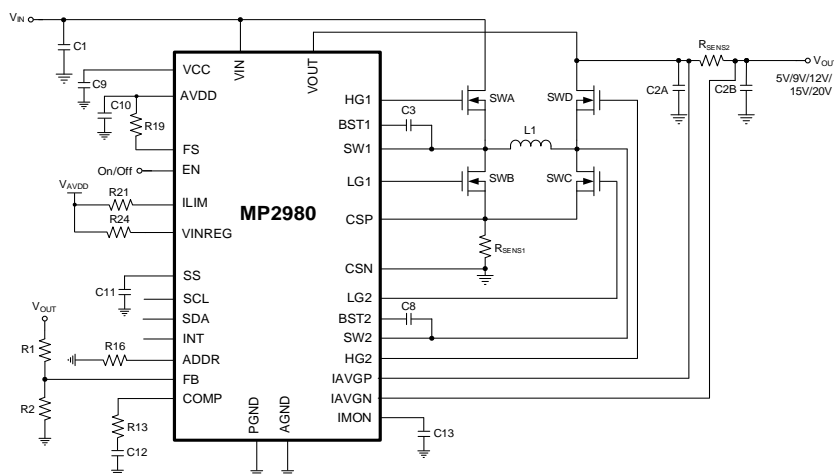 VIN
C1
VCC
C9
C10
AVDD
R19
FS
On/Off
EN
VAVDD
R21
ILIM
R24
VINREG
SS
C11
SCL
SDA
VOUT
INT
R1
R16
ADDR
FB
R2
COMP
R13
C12
VIN
VOUT
MP2980
PGND
AGND
HG1
BST1
SW1
LG1
CSP
CSN
LG2
BST2
SW2
HG2
IAVGP
IAVGN
IMON
C3
SWA
SWD
L1
SWB
SWC
RSENS1
C8
C13
RSENS2
C2A
C2B
VOUT
5V/9V/12V/
15V/20V